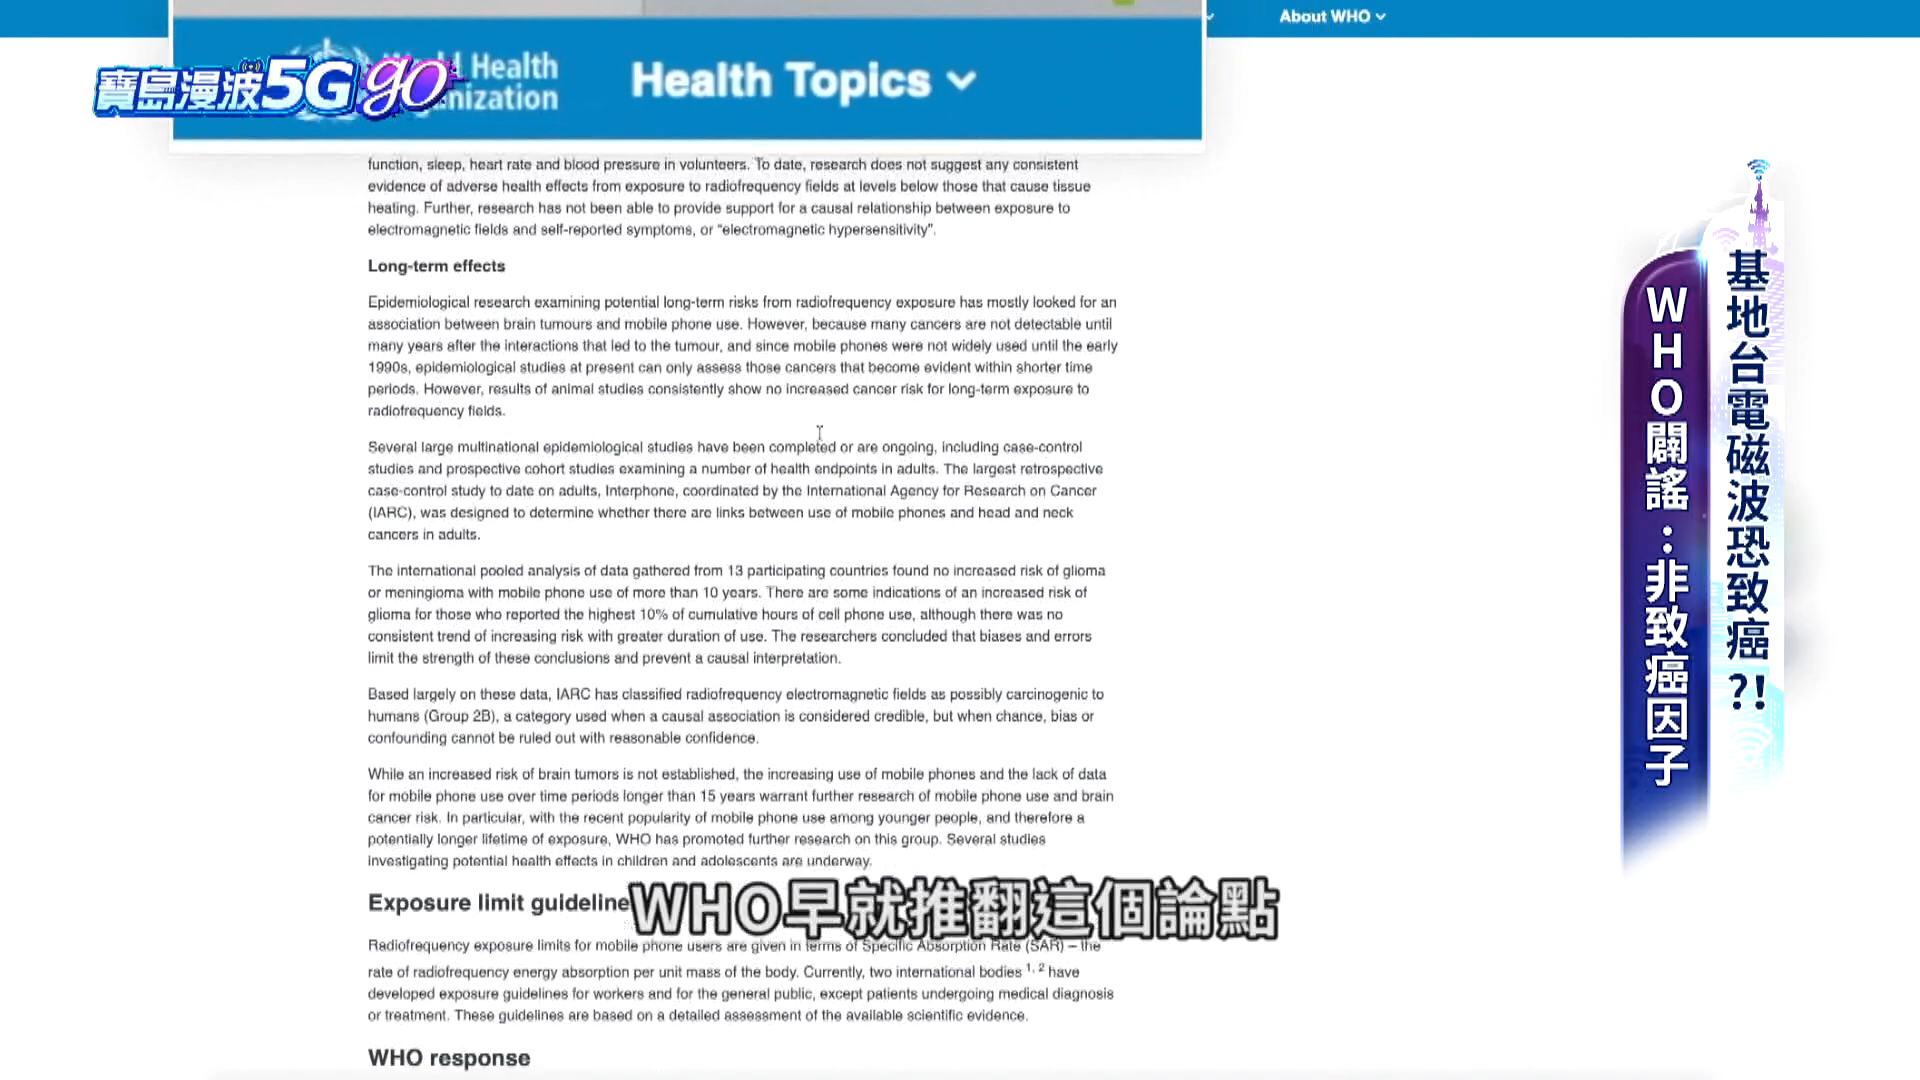 About WHO
World Health
Organization
Health Topics
寶島漫波5G go
function, sleep, heart rate and blood pressure in volunteers. To date, research does not suggest any consistent
evidence of adverse health effects from exposure to radiofrequency fields at levels below those that cause tissue
heating. Further, research has not been able to provide support for a causal relationship between exposure to
electromagnetic fields and self-reported symptoms, or “electromagnetic hypersensitivity”.
Long-term effects
Epidemiological research examining potential long-term risks from radiofrequency exposure has mostly looked for an
association between brain tumours and mobile phone use. However, because many cancers are not detectable until
many years after the interactions that led to the tumour, and since mobile phones were not widely used until the early
1990s, epidemiological studies at present can only assess those cancers that become evident within shorter time
periods. However, results of animal studies consistently show no increased cancer risk for long-term exposure to
radiofrequency fields.
Several large multinational epidemiological studies have been completed or are ongoing, including case-control
studies and prospective cohort studies examining a number of health endpoints in adults. The largest retrospective
case-control study to date on adults, Interphone, coordinated by the International Agency for Research on Cancer
(IARC), was designed to determine whether there are links between use of mobile phones and head and neck
cancers in adults.
The international pooled analysis of data gathered from 13 participating countries found no increased risk of glioma
or meningioma with mobile phone use of more than 10 years. There are some indications of an increased risk of
glioma for those who reported the highest 10% of cumulative hours of cell phone use, although there was no
consistent trend of increasing risk with greater duration of use. The researchers concluded that biases and errors
limit the strength of these conclusions and prevent a causal interpretation.
Based largely on these data, IARC has classified radiofrequency electromagnetic fields as possibly carcinogenic to
humans (Group 2B), a category used when a causal association is considered credible, but when chance, bias or
confounding cannot be ruled out with reasonable confidence.
While an increased risk of brain tumors is not established, the increasing use of mobile phones and the lack of data
for mobile phone use over time periods longer than 15 years warrant further research of mobile phone use and brain
cancer risk. In particular, with the recent popularity of mobile phone use among younger people, and therefore a
potentially longer lifetime of exposure, WHO has promoted further research on this group. Several studies
investigating potential health effects in children and adolescents are underway.
Exposure limit guideline
WHO早就推翻這個論點
Radiofrequency exposure limits for mobile phone users are given in terms of Specific Absorption Rate (SAR) – the
rate of radiofrequency energy absorption per unit mass of the body. Currently, two international bodies 1, 2 have
developed exposure guidelines for workers and for the general public, except patients undergoing medical diagnosis
or treatment. These guidelines are based on a detailed assessment of the available scientific evidence.
WHO response
基地台電磁波恐致癌?!
WHO闢謠：非致癌因子